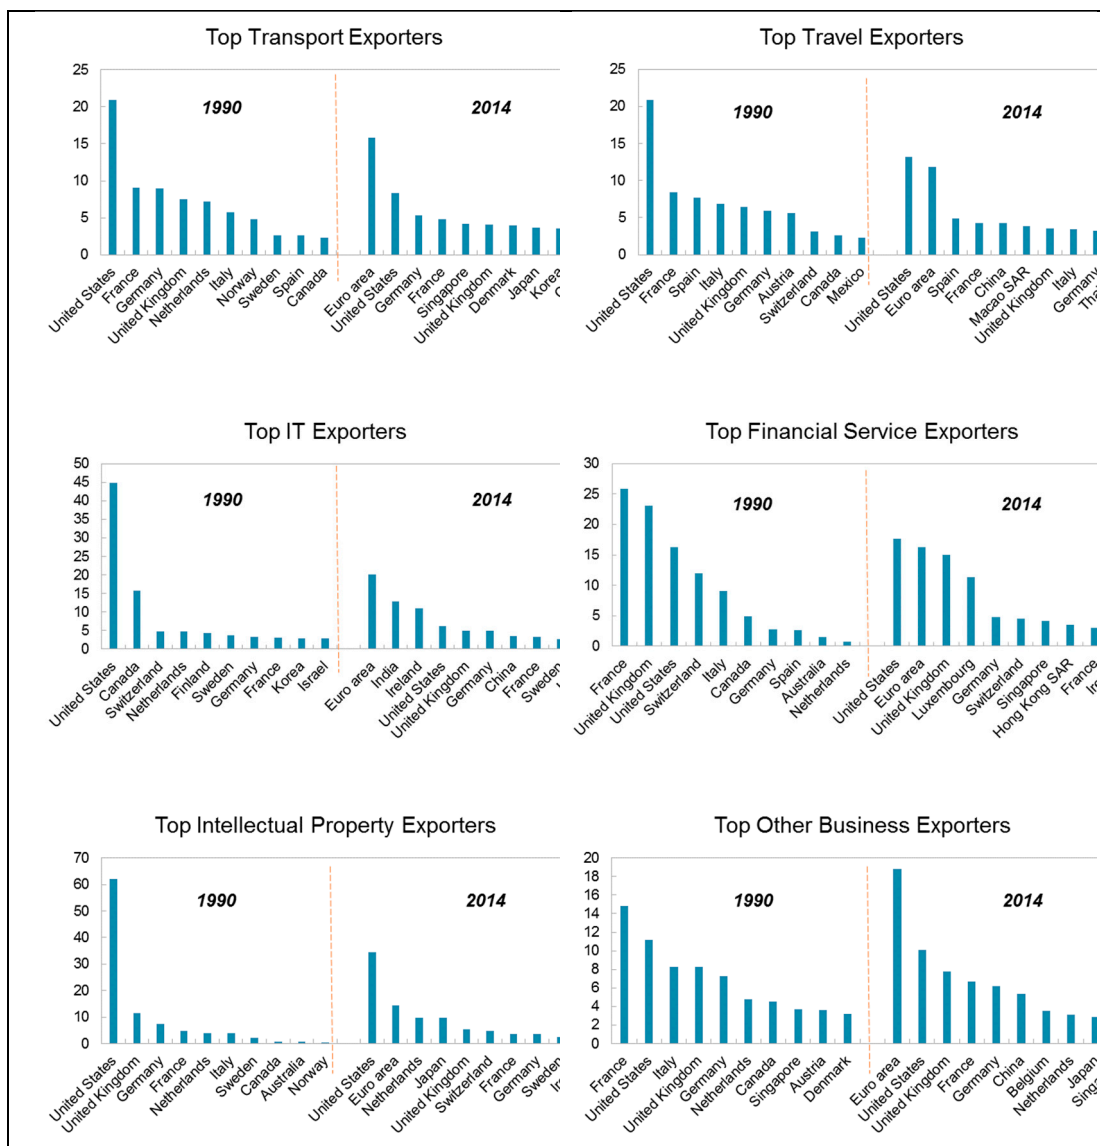 Top Transport Exporters
25
20
15
10
5
0
1990
2014
United States
France
Germany
United Kingdom
Netherlands
Italy
Norway
Sweden
Spain
Canada
Euro area
United States
Germany
France
Singapore
United Kingdom
Denmark
Japan
Korea
Top Travel Exporters
25
20
15
10
5
0
1990
2014
United States
France
Spain
Italy
United Kingdom
Germany
Austria
Switzerland
Canada
Mexico
United States
Euro area
Spain
France
China
Macao SAR
United Kingdom
Italy
Germany
Top IT Exporters
50
45
40
35
30
25
20
15
10
5
0
1990
2014
United States
Canada
Switzerland
Netherlands
Finland
Sweden
Germany
France
Korea
Israel
Euro area
India
Ireland
United States
United Kingdom
Germany
China
France
Sweden
Top Financial Service Exporters
30
25
20
15
10
5
0
1990
2014
France
United Kingdom
United States
Switzerland
Italy
Canada
Germany
Spain
Australia
Netherlands
United States
Euro area
United Kingdom
Luxembourg
Germany
Switzerland
Singapore
Hong Kong SAR
France
Top Intellectual Property Exporters
70
60
50
40
30
20
10
0
1990
2014
United States
United Kingdom
Germany
France
Netherlands
Italy
Sweden
Canada
Australia
Norway
United States
Euro area
Netherlands
Japan
United Kingdom
Switzerland
France
Germany
Sweden
Top Other Business Exporters
20
18
16
14
12
10
8
6
4
2
0
1990
2014
France
United States
Italy
United Kingdom
Germany
Netherlands
Canada
Singapore
Austria
Denmark
Euro area
United States
United Kingdom
France
Germany
China
Belgium
Netherlands
Japan